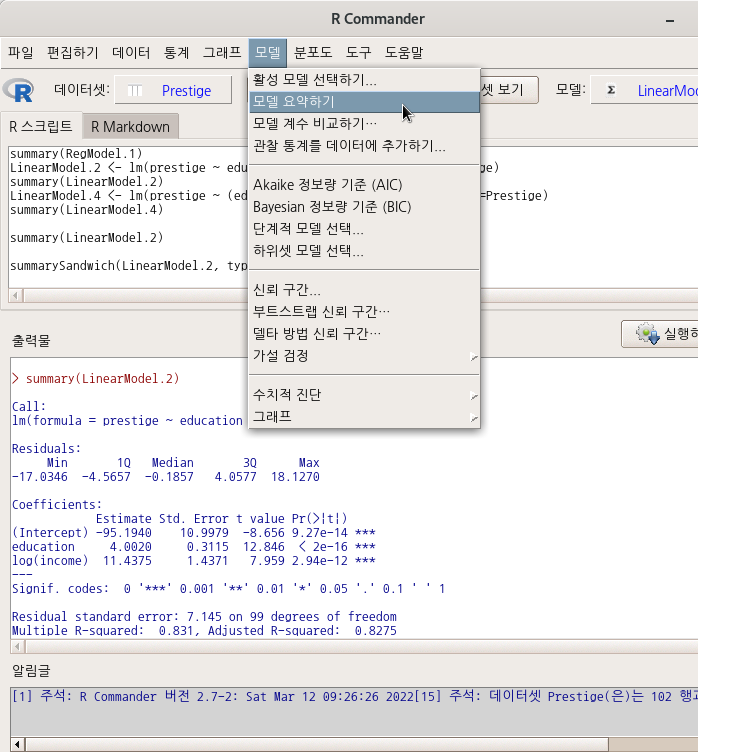 R Commander
파일 편집하기 데이터 통계 그래프 모델 분포도 도구 도움말
데이터셋: Prestige 셋 보기 모델: Σ LinearMod
R 스크립트 R Markdown
summary(RegModel.1)
LinearModel.2 <- lm(prestige ~ edu ge)
summary(LinearModel.2)
LinearModel.4 <- lm(prestige ~ (ed =Prestige)
summary(LinearModel.4)
summary(LinearModel.2)
summarySandwich(LinearModel.2, typ
활성 모델 선택하기...
모델 요약하기
모델 계수 비교하기…
관찰 통계를 데이터에 추가하기...
Akaike 정보량 기준 (AIC)
Bayesian 정보량 기준 (BIC)
단계적 모델 선택...
하위셋 모델 선택...
신뢰 구간...
부트스트랩 신뢰 구간…
델타 방법 신뢰 구간…
가설 검정
수치적 진단
그래프
출력물 실행하
> summary(LinearModel.2)
Call:
lm(formula = prestige ~ education
Residuals:
Min 1Q Median 3Q Max
-17.0346 -4.5657 -0.1857 4.0577 18.1270
Coefficients:
Estimate Std. Error t value Pr(>|t|)
(Intercept) -95.1940 10.9979 -8.656 9.27e-14 ***
education 4.0020 0.3115 12.846 < 2e-16 ***
log(income) 11.4375 1.4371 7.959 2.94e-12 ***
---
Signif. codes: 0 '***' 0.001 '**' 0.01 '*' 0.05 '.' 0.1 ' ' 1
Residual standard error: 7.145 on 99 degrees of freedom
Multiple R-squared: 0.831, Adjusted R-squared: 0.8275
알림글
[1] 주석: R Commander 버전 2.7-2: Sat Mar 12 09:26:26 2022[15] 주석: 데이터셋 Prestige(은)는 102 행과